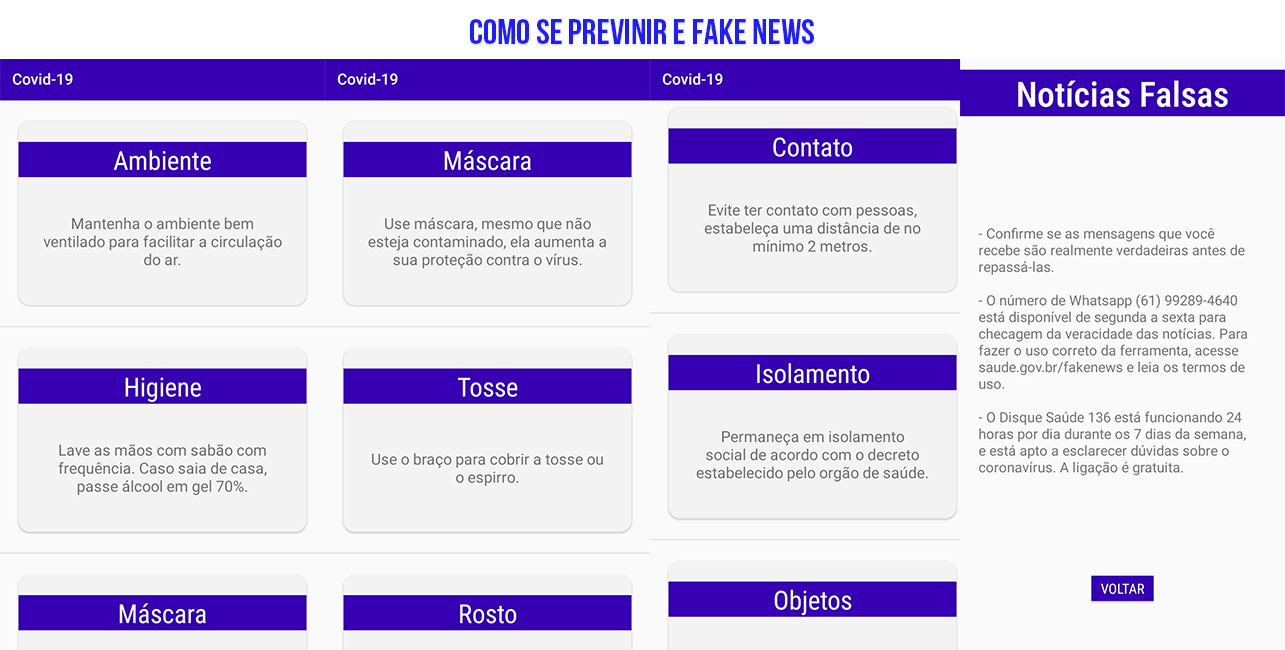 COMO SE PREVINIR E FAKE NEWS
Covid-19
Ambiente
Mantenha o ambiente bem
ventilado para facilitar a circulação
do ar.
Higiene
Lave as mãos com sabão com
frequência. Caso saia de casa,
passe álcool em gel 70%.
Máscara
Covid-19
Máscara
Use máscara, mesmo que não
esteja contaminado, ela aumenta a
sua proteção contra o vírus.
Tosse
Use o braço para cobrir a tosse ou
o espirro.
Rosto
Covid-19
Contato
Evite ter contato com pessoas,
estabeleça uma distância de no
mínimo 2 metros.
Isolamento
Permaneça em isolamento
social de acordo com o decreto
estabelecido pelo orgão de saúde.
Objetos
Notícias Falsas
- Confirme se as mensagens que você
recebe são realmente verdadeiras antes de
repassá-las.
- O número de Whatsapp (61) 99289-4640
está disponível de segunda a sexta para
checagem da veracidade das notícias. Para
fazer o uso correto da ferramenta, acesse
saude.gov.br/fakenews e leia os termos de
uso.
- O Disque Saúde 136 está funcionando 24
horas por dia durante os 7 dias da semana,
e está apto a esclarecer dúvidas sobre o
coronavírus. A ligação é gratuita.
VOLTAR